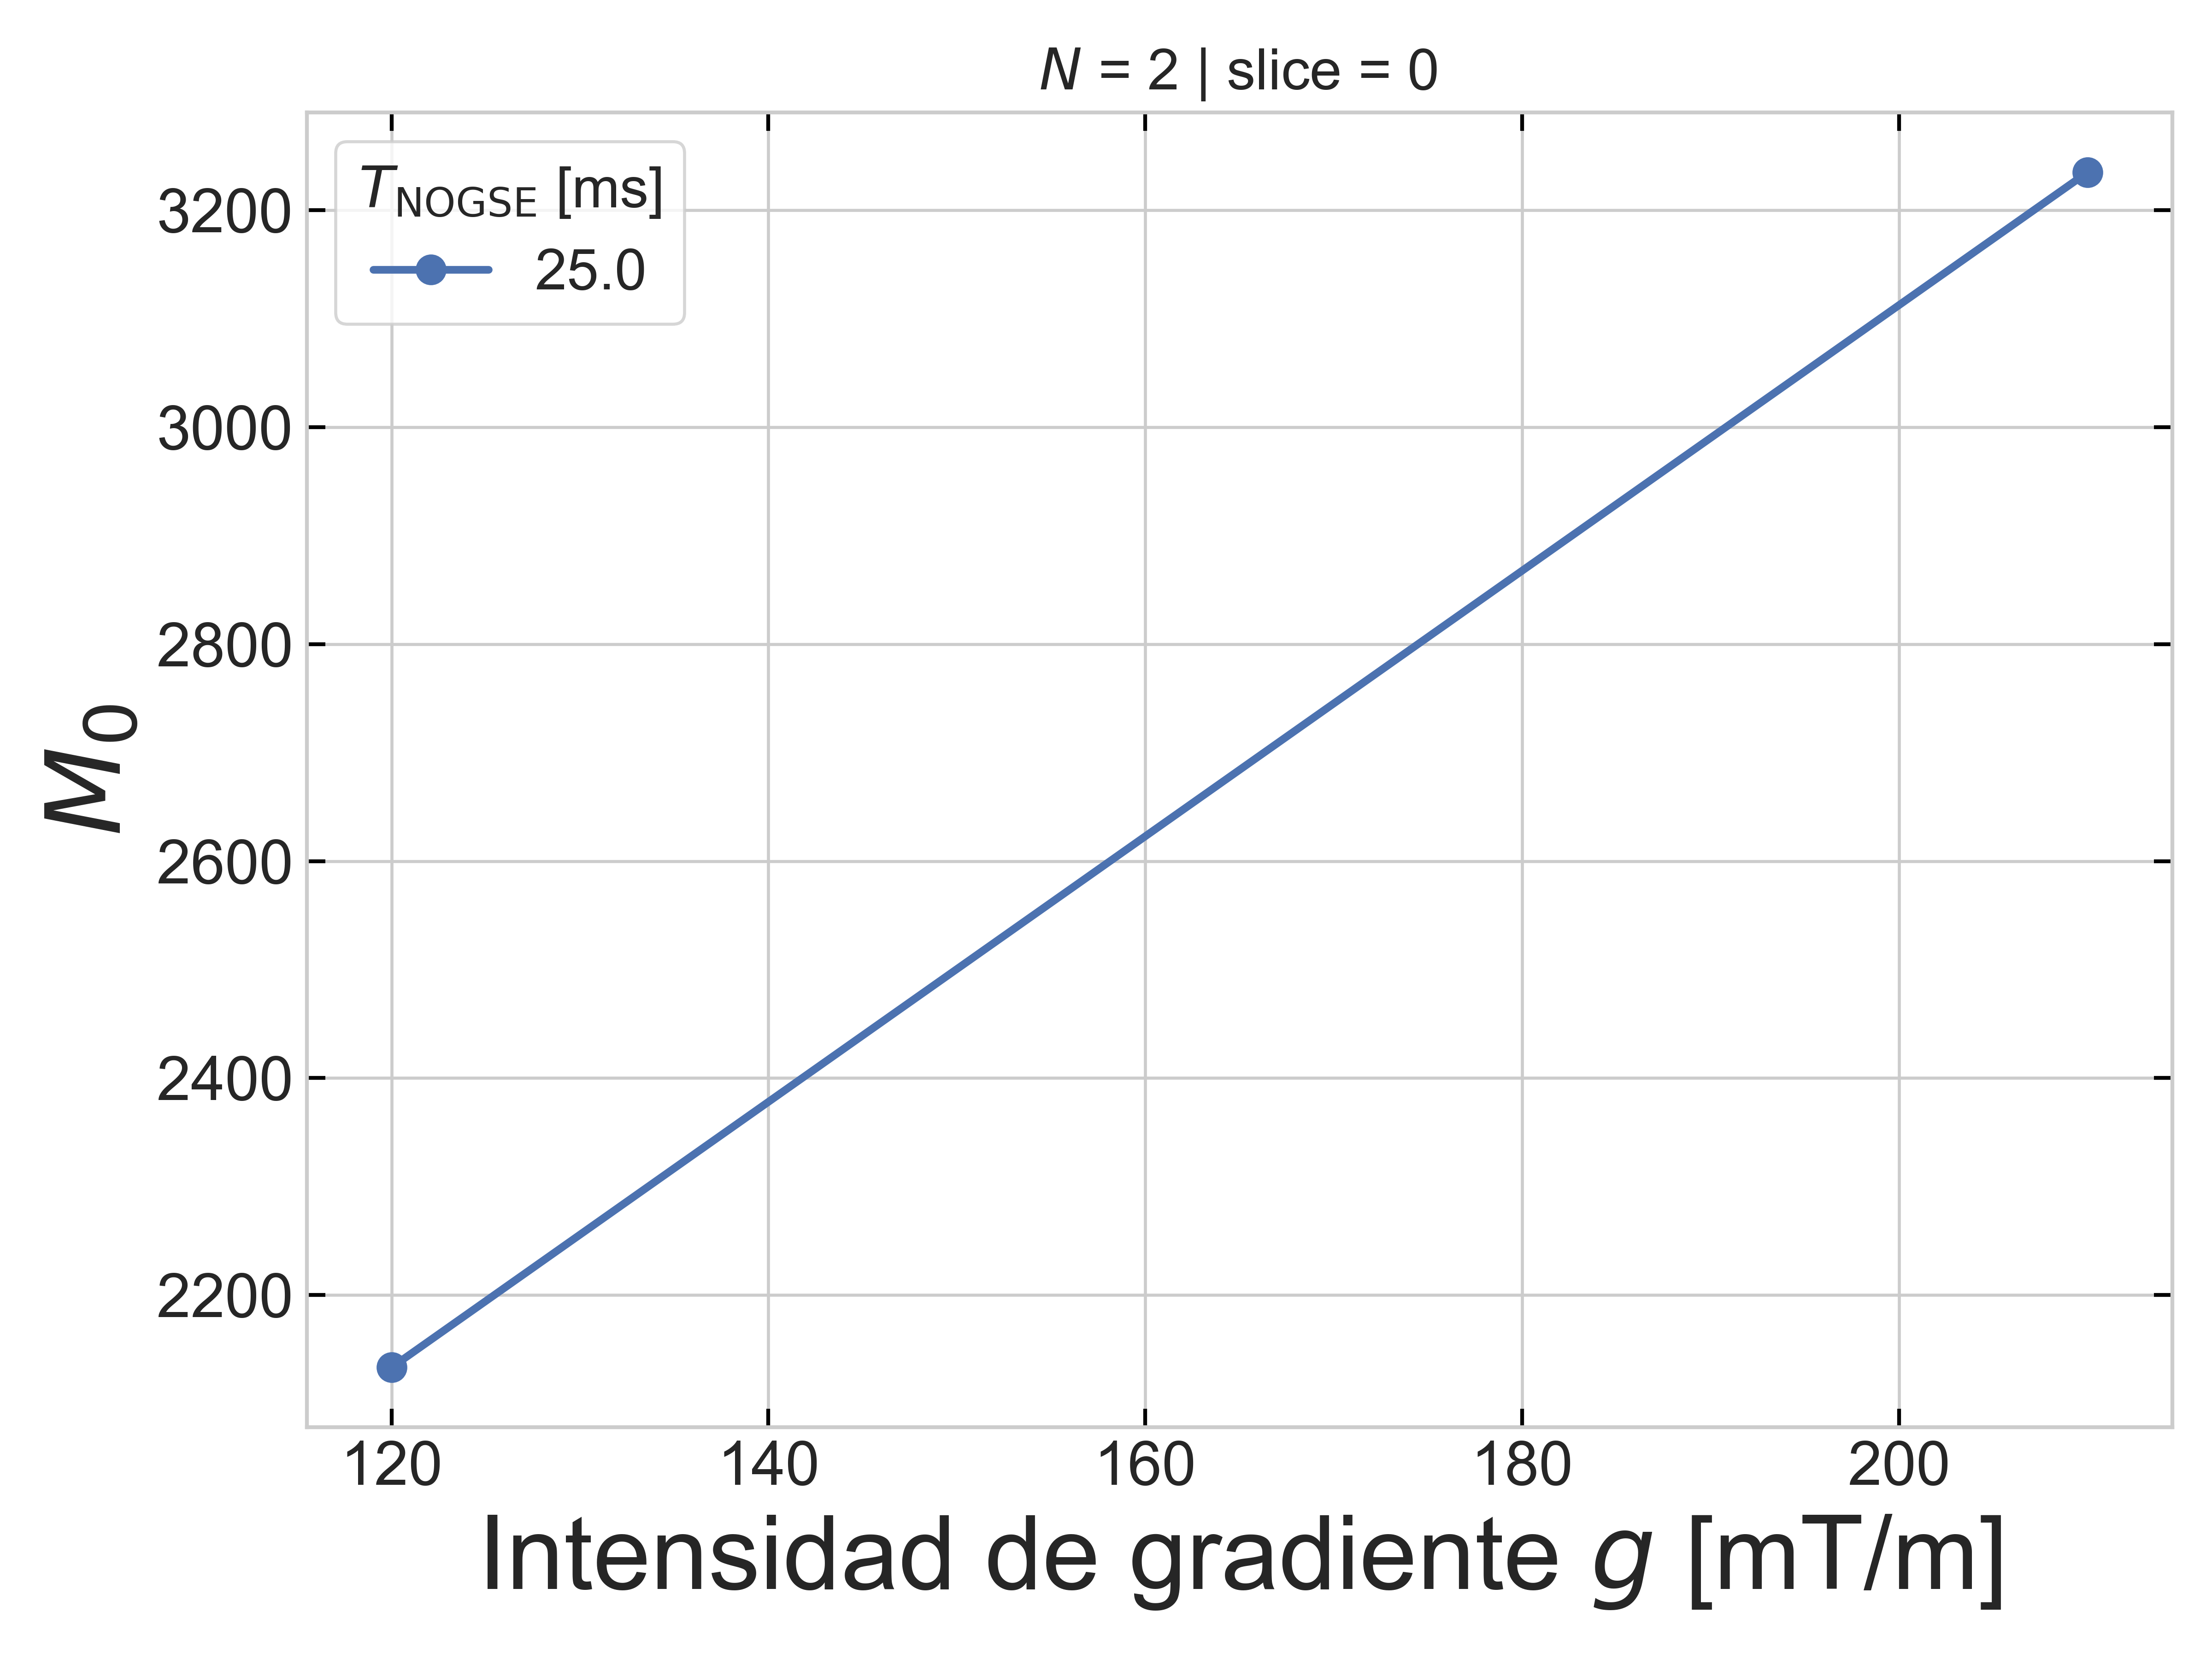 N = 2 | slice = 0
T_NOGSE [ms]
25.0
3200
3000
2800
2600
2400
2200
M_0
120 140 160 180 200
Intensidad de gradiente g [mT/m]